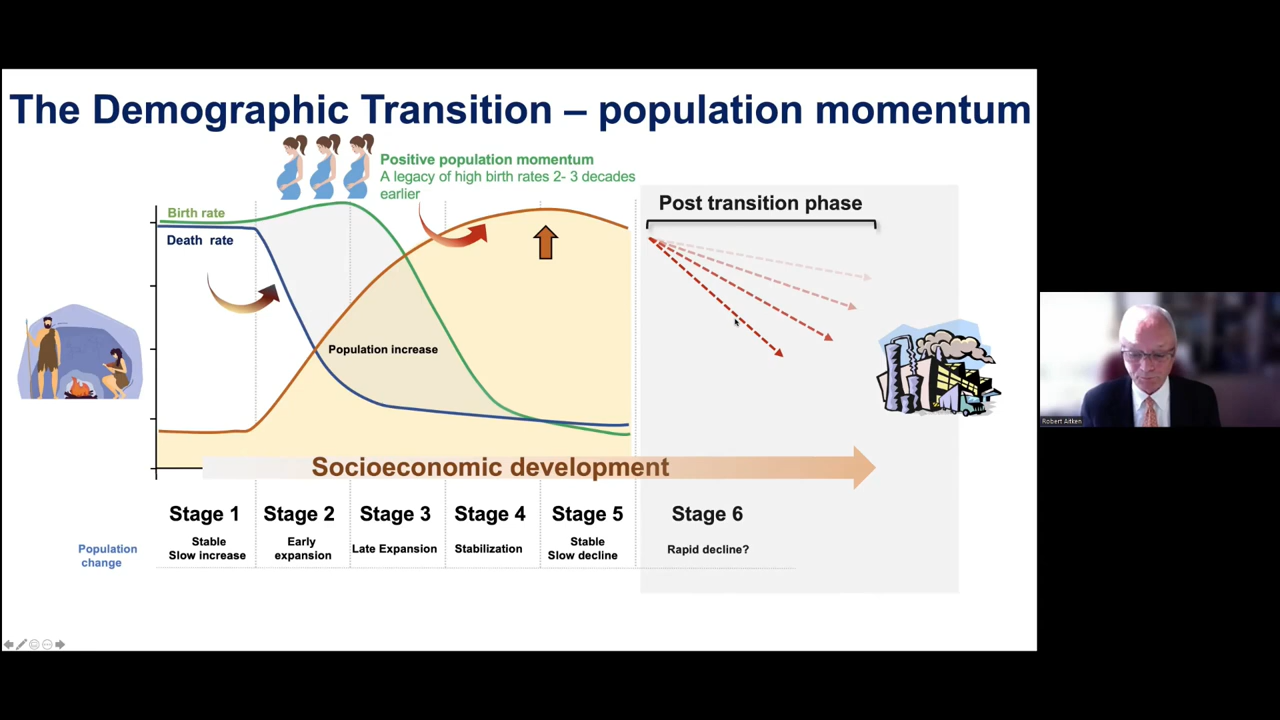 The Demographic Transition – population momentum
Positive population momentum
A legacy of high birth rates 2- 3 decades
earlier
Post transition phase
Birth rate
Death rate
Population increase
Socioeconomic development
Stage 1
Stage 2
Stage 3
Stage 4
Stage 5
Stage 6
Population
change
Stable
Slow increase
Early
expansion
Late Expansion
Stabilization
Stable
Slow decline
Rapid decline?
Robert Aitken